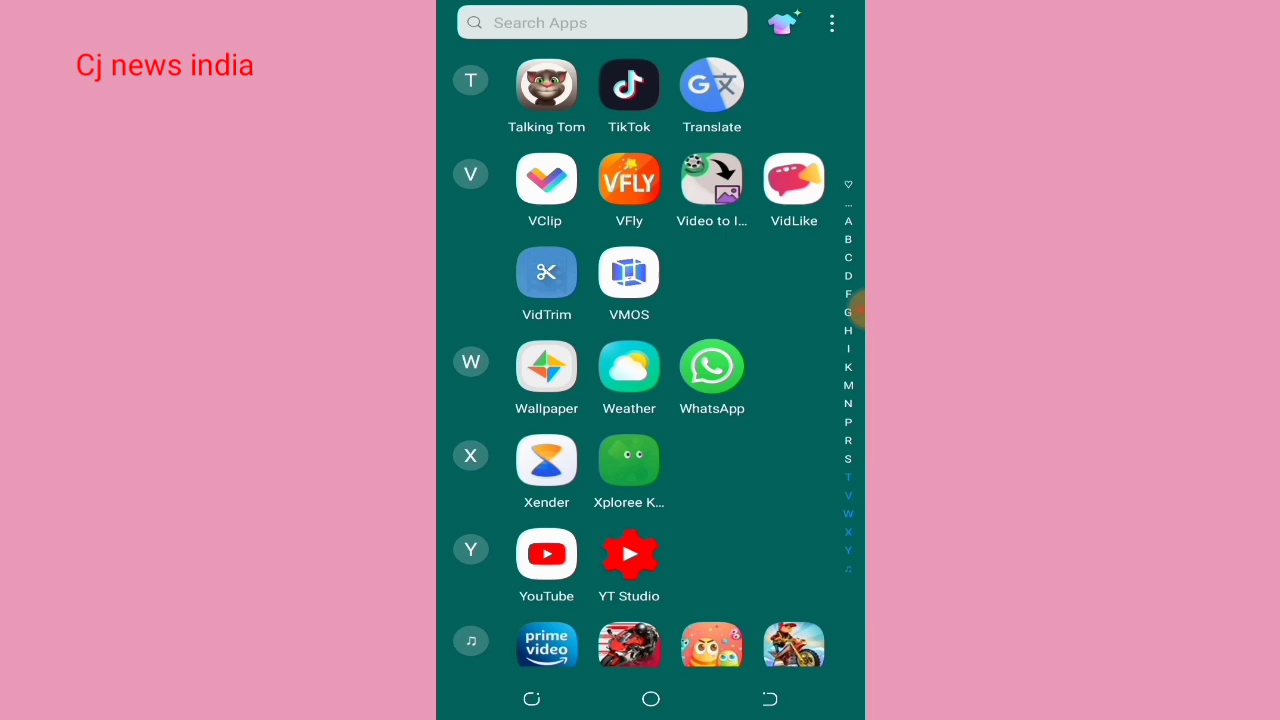 Search Apps
Cj news india
T
Talking Tom
TikTok
Translate
V
VFLY
VClip
VFly
Video to I...
VidLike
VidTrim
VMOS
W
Wallpaper
Weather
WhatsApp
X
Xender
Xploree K...
Y
YouTube
YT Studio
prime video
...
A
B
C
D
F
G
H
I
K
M
N
P
R
S
T
V
W
X
Y